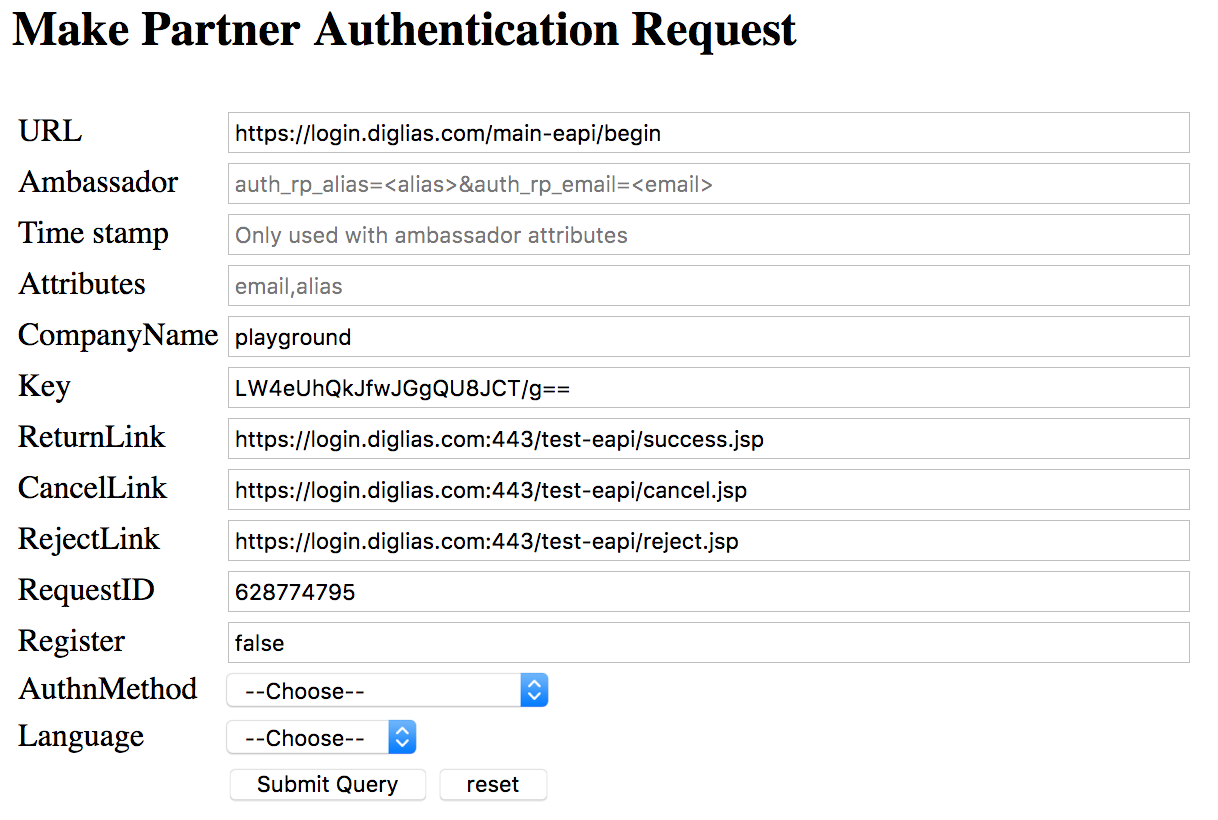 Make Partner Authentication Request
URL https://login.diglias.com/main-eapi/begin
Ambassador auth_rp_alias=<alias>&auth_rp_email=<email>
Time stamp Only used with ambassador attributes
Attributes email,alias
CompanyName playground
Key LW4eUhQkJfwJGgQU8JCT/g==
ReturnLink https://login.diglias.com:443/test-eapi/success.jsp
CancelLink https://login.diglias.com:443/test-eapi/cancel.jsp
RejectLink https://login.diglias.com:443/test-eapi/reject.jsp
RequestID 628774795
Register false
AuthnMethod --Choose--
Language --Choose--
Submit Query reset